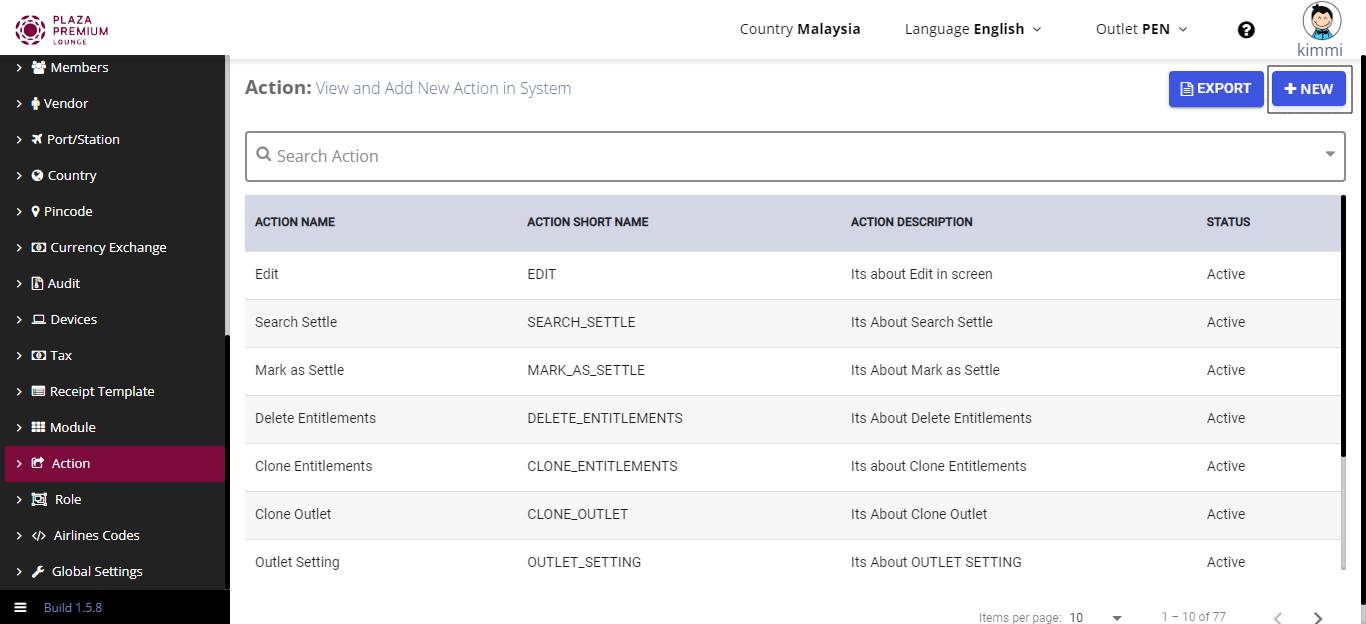 PLAZA
PREMIUM
LOUNGE
Country Malaysia
Language English
Outlet PEN
kimmi
Members
Vendor
Port/Station
Country
Pincode
Currency Exchange
Audit
Devices
Tax
Receipt Template
Module
Action
Role
Airlines Codes
Global Settings
Build 1.5.8
Action: View and Add New Action in System
EXPORT
NEW
Search Action
ACTION NAME ACTION SHORT NAME ACTION DESCRIPTION STATUS
Edit EDIT Its about Edit in screen Active
Search Settle SEARCH_SETTLE Its About Search Settle Active
Mark as Settle MARK_AS_SETTLE Its About Mark as Settle Active
Delete Entitlements DELETE_ENTITLEMENTS Its About Delete Entitlements Active
Clone Entitlements CLONE_ENTITLEMENTS Its about Clone Entitlements Active
Clone Outlet CLONE_OUTLET Its About Clone Outlet Active
Outlet Setting OUTLET_SETTING Its About OUTLET SETTING Active
Items per page: 10 1 – 10 of 77